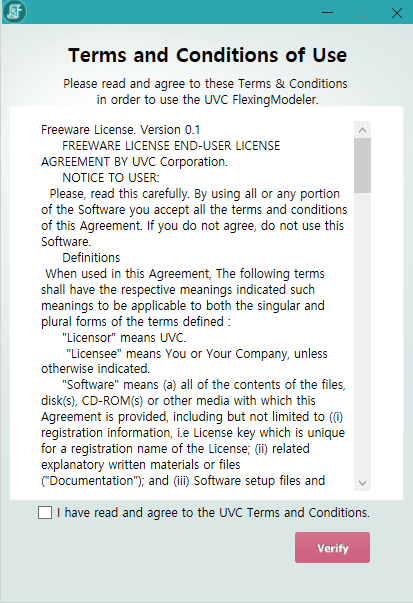 Terms and Conditions of Use
Please read and agree to these Terms & Conditions
in order to use the UVC FlexingModeler.
Freeware License. Version 0.1
FREEWARE LICENSE END-USER LICENSE
AGREEMENT BY UVC Corporation.
NOTICE TO USER:
Please, read this carefully. By using all or any portion
of the Software you accept all the terms and conditions
of this Agreement. If you do not agree, do not use this
Software.
Definitions
When used in this Agreement, The following terms
shall have the respective meanings indicated such
meanings to be applicable to both the singular and
plural forms of the terms defined :
"Licensor" means UVC.
"Licensee" means You or Your Company, unless
otherwise indicated.
"Software" means (a) all of the contents of the files,
disk(s), CD-ROM(s) or other media with which this
Agreement is provided, including but not limited to ((i)
registration information, i.e License key which is unique
for a registration name of the License; (ii) related
explanatory written materials or files
("Documentation"); and (iii) Software setup files and
I have read and agree to the UVC Terms and Conditions.
Verify